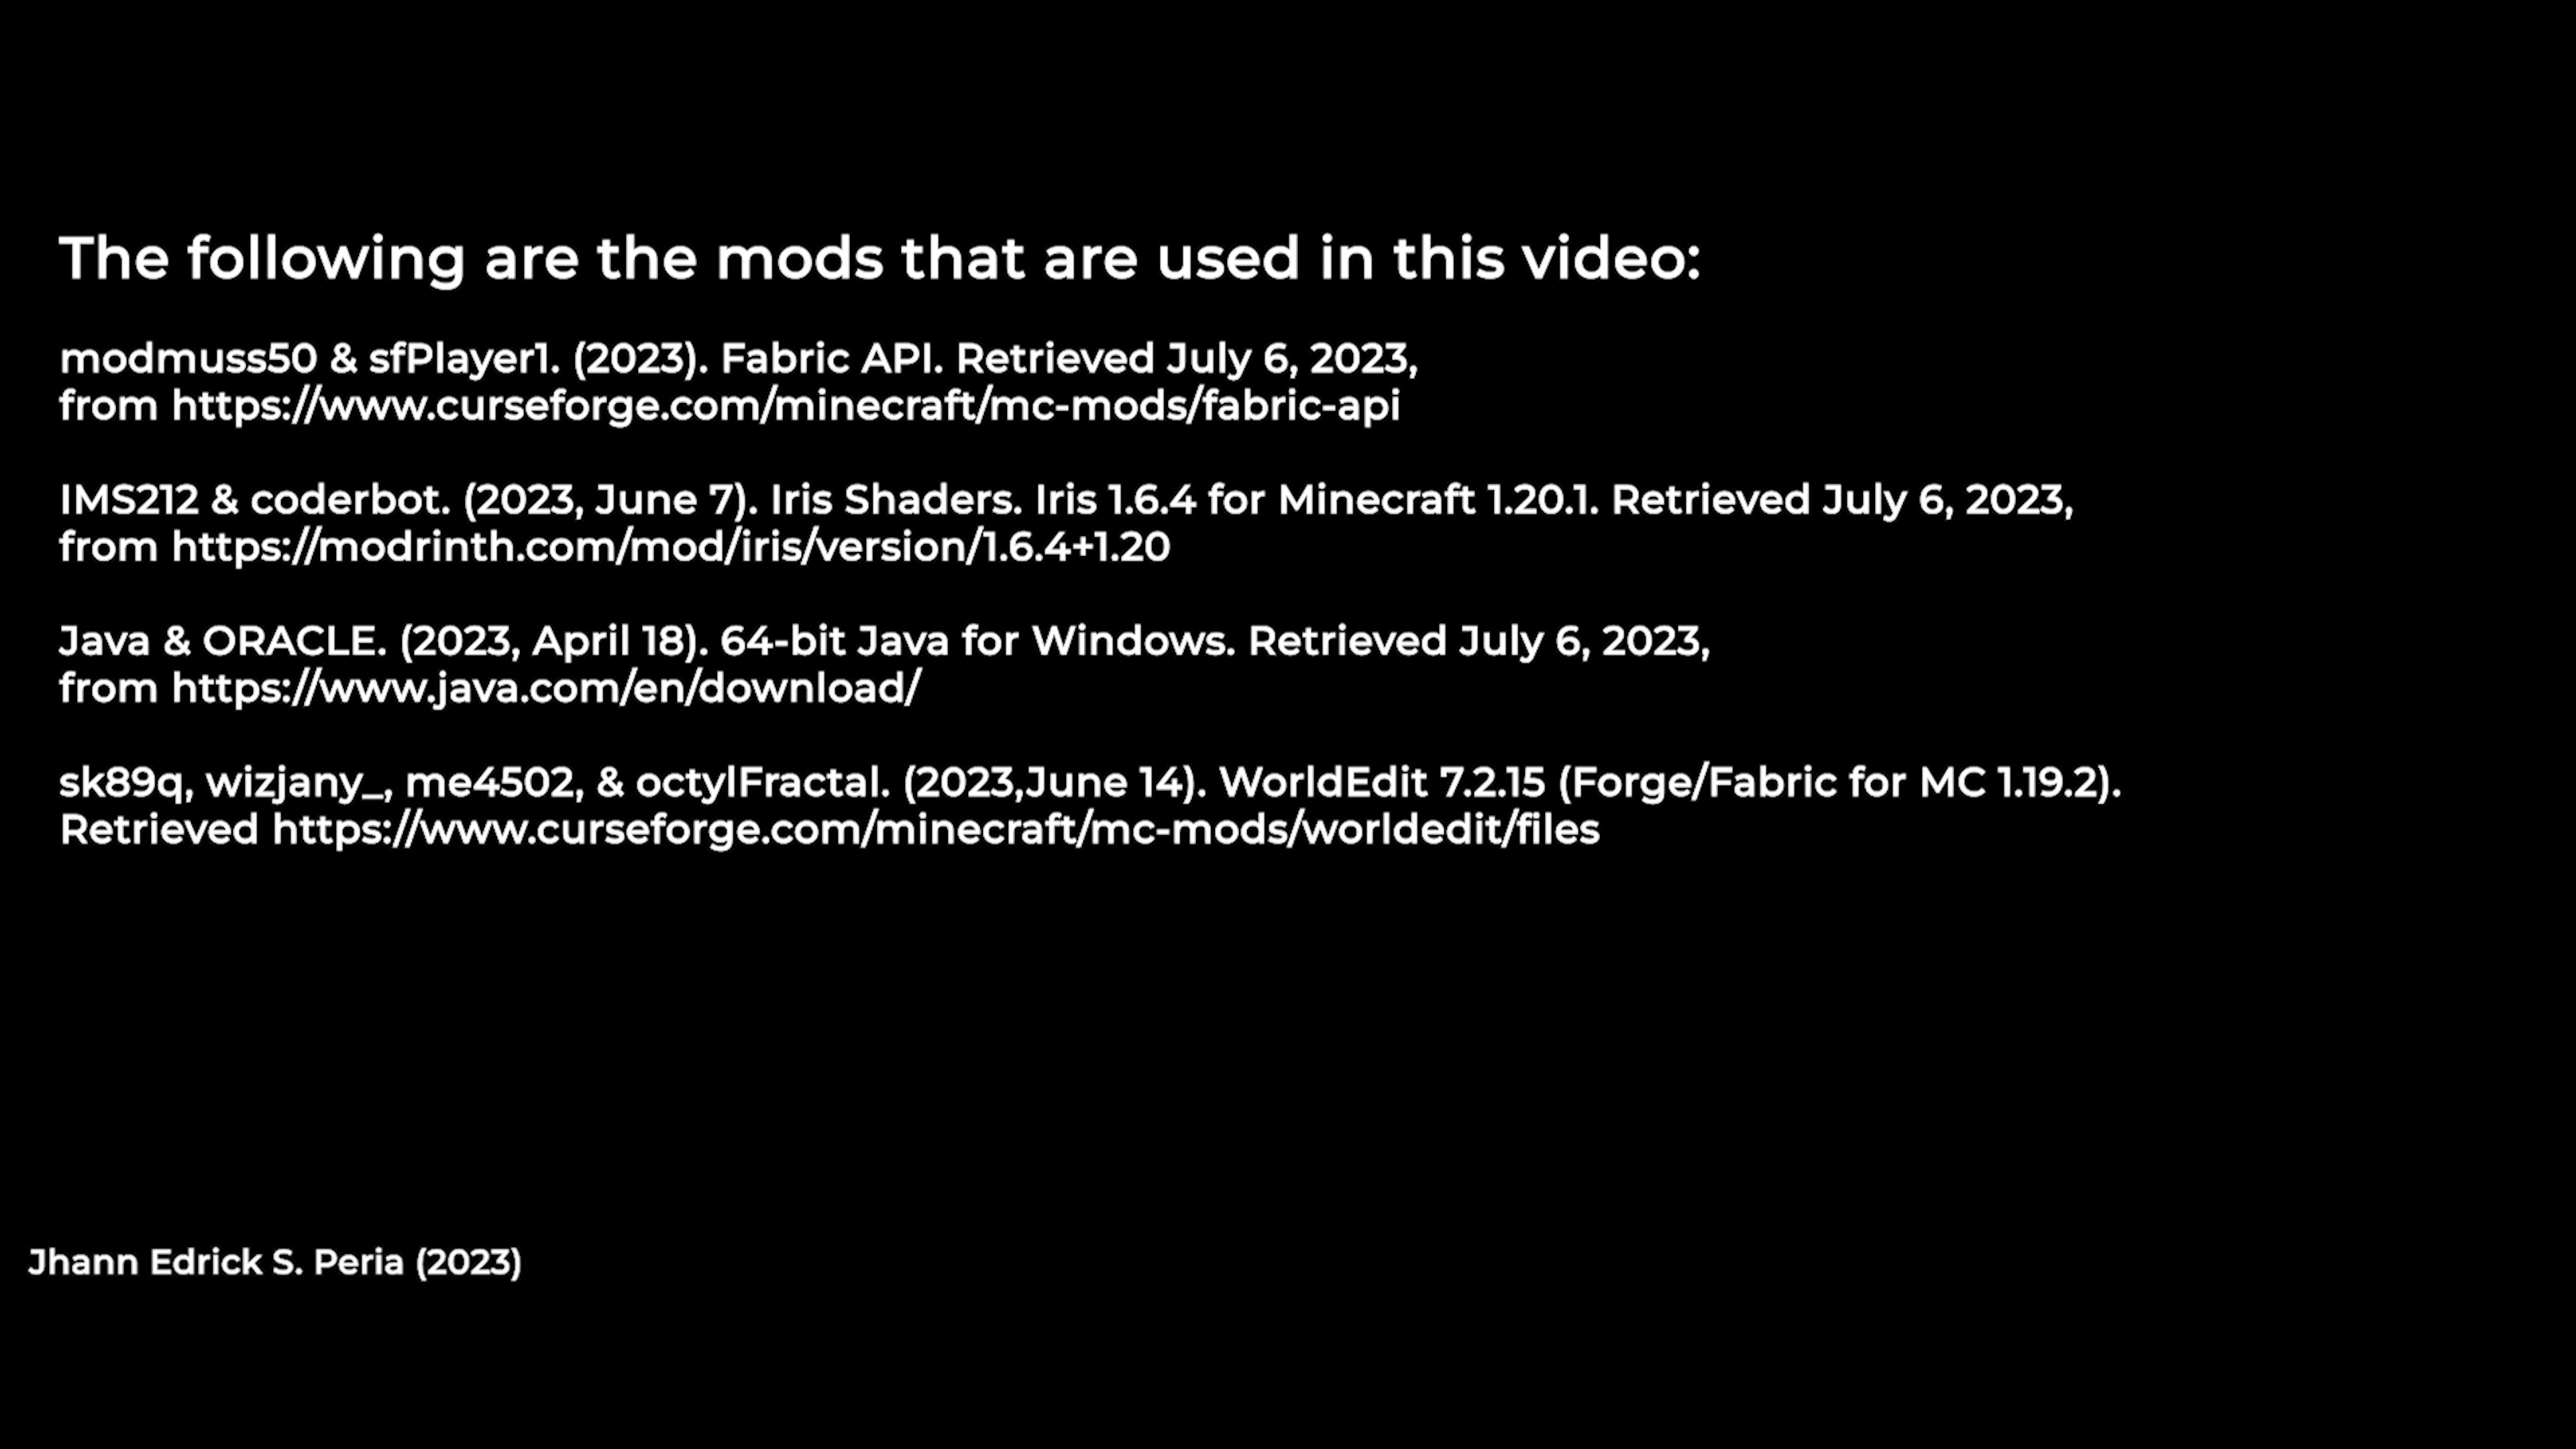 The following are the mods that are used in this video:
modmuss50 & sfPlayer1. (2023). Fabric API. Retrieved July 6, 2023,
from https://www.curseforge.com/minecraft/mc-mods/fabric-api
IMS212 & coderbot. (2023, June 7). Iris Shaders. Iris 1.6.4 for Minecraft 1.20.1. Retrieved July 6, 2023,
from https://modrinth.com/mod/iris/version/1.6.4+1.20
Java & ORACLE. (2023, April 18). 64-bit Java for Windows. Retrieved July 6, 2023,
from https://www.java.com/en/download/
sk89q, wizjany_, me4502, & octylFractal. (2023,June 14). WorldEdit 7.2.15 (Forge/Fabric for MC 1.19.2).
Retrieved https://www.curseforge.com/minecraft/mc-mods/worldedit/files
Jhann Edrick S. Peria (2023)